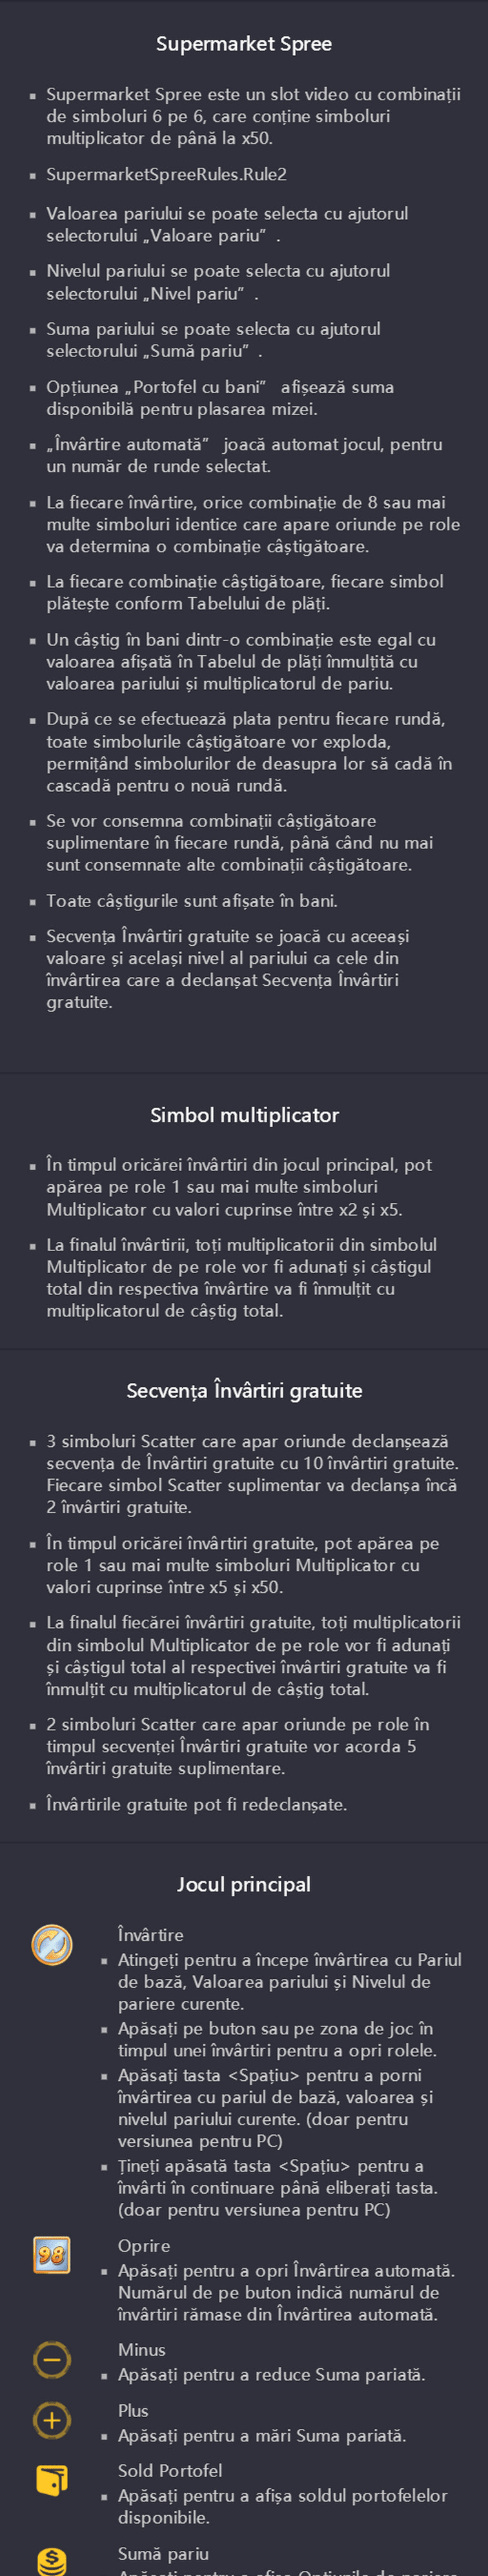 Supermarket Spree
Supermarket Spree este un slot video cu combinații
de simboluri 6 pe 6, care conține simboluri
multiplicator de până la x50.
SupermarketSpreeRules.Rule2
Valoarea pariului se poate selecta cu ajutorul
selectorului „Valoare pariu” .
Nivelul pariului se poate selecta cu ajutorul
selectorului „Nivel pariu” .
Suma pariului se poate selecta cu ajutorul
selectorului „Sumă pariu” .
Opțiunea „Portofel cu bani” afișează suma
disponibilă pentru plasarea mizei.
„Învârtire automată” joacă automat jocul, pentru
un număr de runde selectat.
La fiecare învârtire, orice combinație de 8 sau mai
multe simboluri identice care apare oriunde pe role
va determina o combinație câștigătoare.
La fiecare combinație câștigătoare, fiecare simbol
plătește conform Tabelului de plăți.
Un câștig în bani dintr-o combinație este egal cu
valoarea afișată în Tabelul de plăți înmulțită cu
valoarea pariului și multiplicatorul de pariu.
După ce se efectuează plata pentru fiecare rundă,
toate simbolurile câștigătoare vor exploda,
permițând simbolurilor de deasupra lor să cadă în
cascadă pentru o nouă rundă.
Se vor consemna combinații câștigătoare
suplimentare în fiecare rundă, până când nu mai
sunt consemnate alte combinații câștigătoare.
Toate câștigurile sunt afișate în bani.
Secvența Învârtiri gratuite se joacă cu aceeași
valoare și același nivel al pariului ca cele din
învârtirea care a declanșat Secvența Învârtiri
gratuite.
Simbol multiplicator
În timpul oricărei învârtiri din jocul principal, pot
apărea pe role 1 sau mai multe simboluri
Multiplicator cu valori cuprinse între x2 și x5.
La finalul învârtirii, toți multiplicatorii din simbolul
Multiplicator de pe role vor fi adunați și câștigul
total din respectiva învârtire va fi înmulțit cu
multiplicatorul de câștig total.
Secvența Învârtiri gratuite
3 simboluri Scatter care apar oriunde declanșează
secvența de Învârtiri gratuite cu 10 învârtiri gratuite.
Fiecare simbol Scatter suplimentar va declanșa încă
2 învârtiri gratuite.
În timpul oricărei învârtiri gratuite, pot apărea pe
role 1 sau mai multe simboluri Multiplicator cu
valori cuprinse între x5 și x50.
La finalul fiecărei învârtiri gratuite, toți multiplicatorii
din simbolul Multiplicator de pe role vor fi adunați
și câștigul total al respectivei învârtiri gratuite va fi
înmulțit cu multiplicatorul de câștig total.
2 simboluri Scatter care apar oriunde pe role în
timpul secvenței Învârtiri gratuite vor acorda 5
învârtiri gratuite suplimentare.
Învârtirile gratuite pot fi redeclanșate.
Jocul principal
Învârtire
Atingeți pentru a începe învârtirea cu Pariul
de bază, Valoarea pariului și Nivelul de
pariere curente.
Apăsați pe buton sau pe zona de joc în
timpul unei învârtiri pentru a opri rolele.
Apăsați tasta <Spațiu> pentru a porni
învârtirea cu pariul de bază, valoarea și
nivelul pariului curente. (doar pentru
versiunea pentru PC)
Țineți apăsată tasta <Spațiu> pentru a
învârti în continuare până eliberați tasta.
(doar pentru versiunea pentru PC)
98
Oprire
Apăsați pentru a opri Învârtirea automată.
Numărul de pe buton indică numărul de
învârtiri rămase din Învârtirea automată.
Minus
Apăsați pentru a reduce Suma pariată.
Plus
Apăsați pentru a mări Suma pariată.
Sold Portofel
Apăsați pentru a afișa soldul portofelelor
disponibile.
Sumă pariu